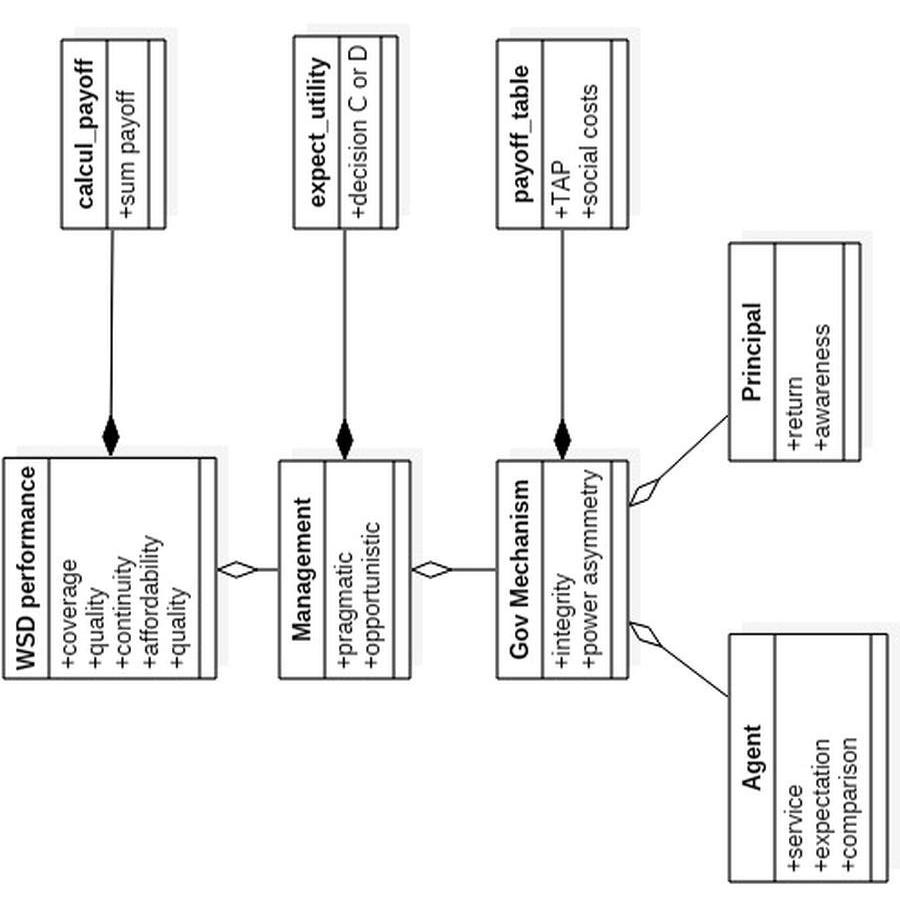 WSD performance
+coverage
+quality
+continuity
+affordability
+quality
calcul_payoff
+sum payoff
Management
+pragmatic
+opportunistic
expect_utility
+decision C or D
Gov Mechanism
+integrity
+power asymmetry
payoff_table
+TAP
+social costs
Agent
+service
+expectation
+comparison
Principal
+return
+awareness